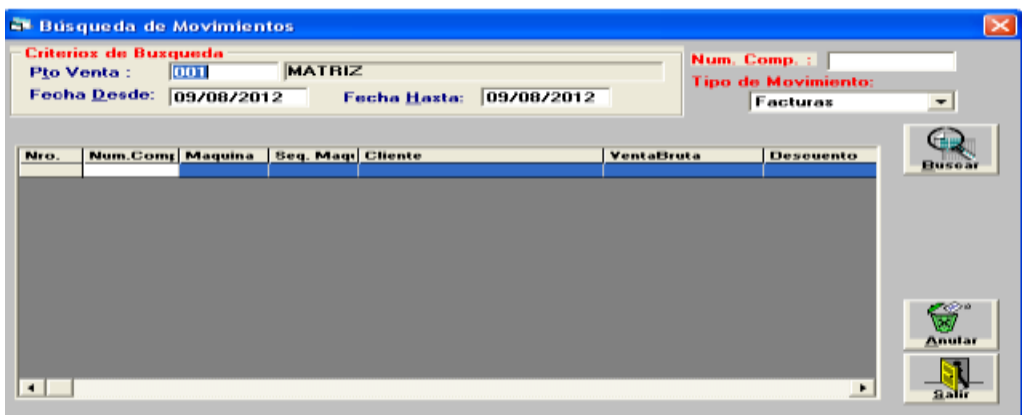 Búsqueda de Movimientos
Criterios de Busqueda
Pto Venta : 001 MATRIZ
Fecha Desde: 09/08/2012 Fecha Hasta: 09/08/2012
Num. Comp. :
Tipo de Movimiento:
Facturas
Nro. Num.Comp Maquina Seq. Maqu Cliente VentaBruta Descuento
Buscar
Anular
Salir